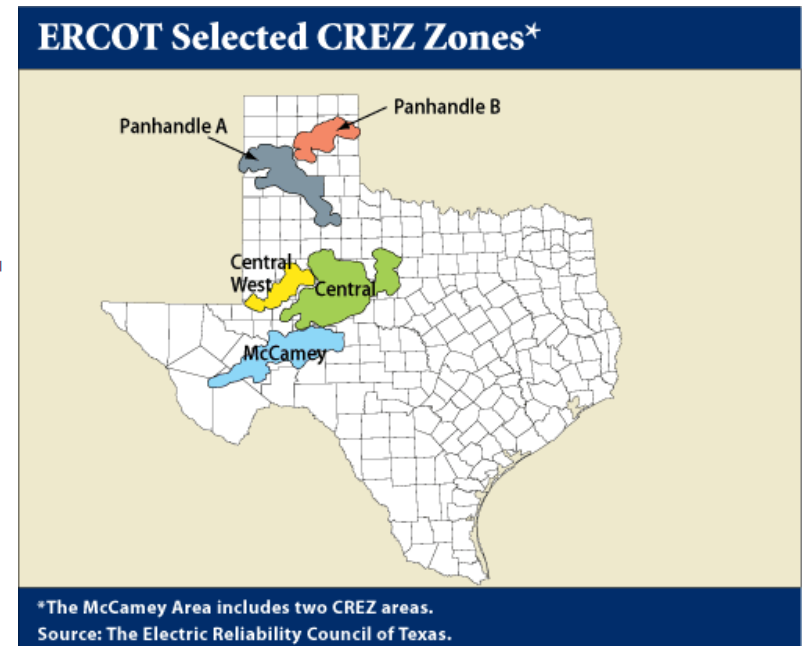 ERCOT Selected CREZ Zones*
Panhandle B
Panhandle A
Central
West
Central
McCamey
*The McCamey Area includes two CREZ areas.
Source: The Electric Reliability Council of Texas.